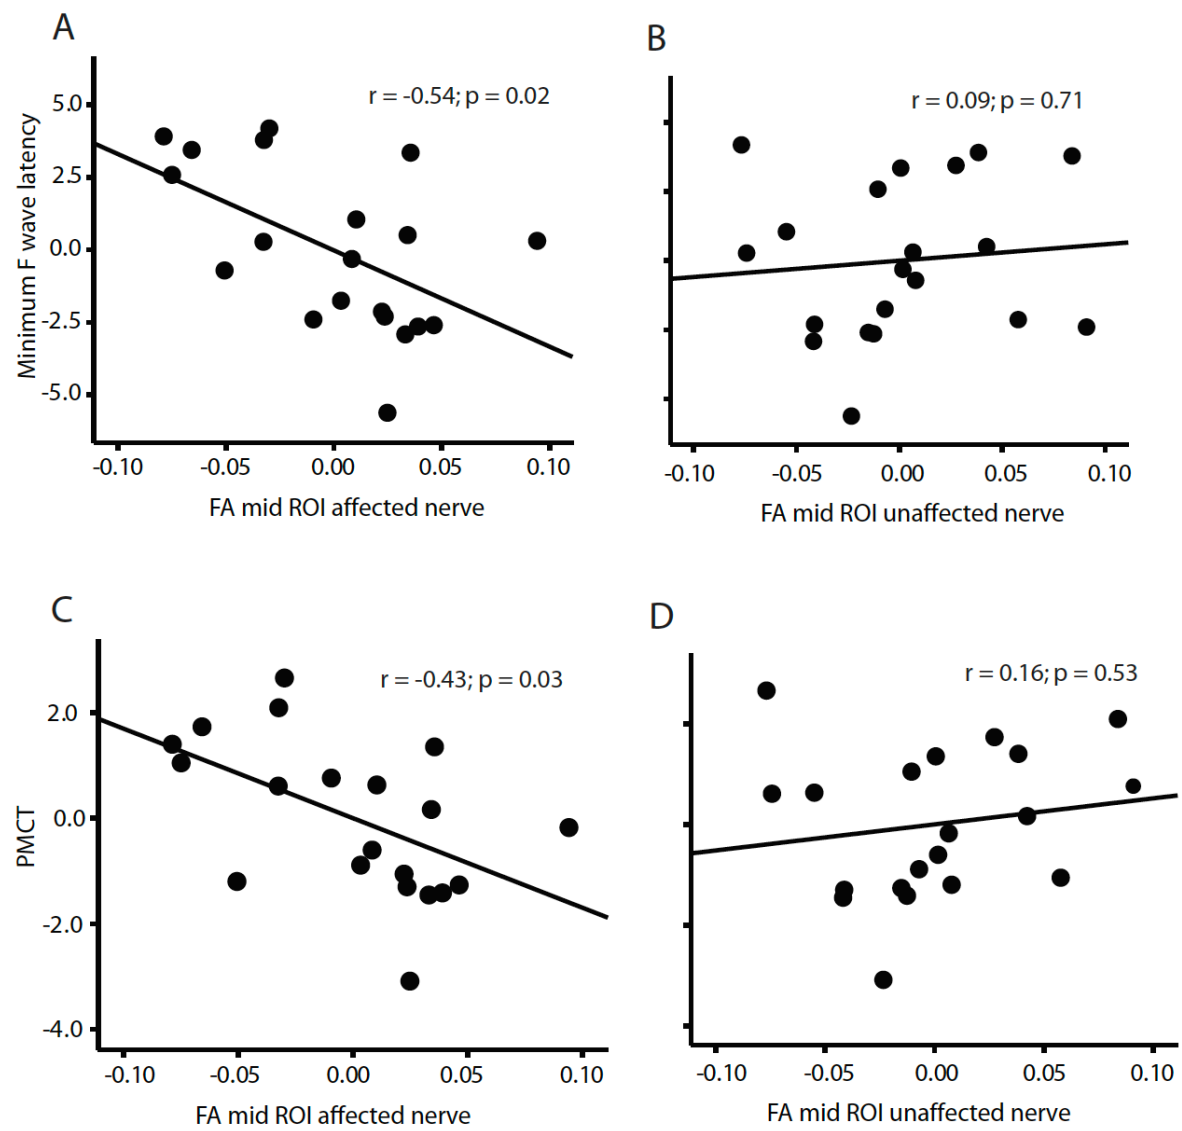 A
r = -0.54; p = 0.02
Minimum F wave latency
5.0
2.5
0.0
-2.5
-5.0
-0.10 -0.05 0.00 0.05 0.10
FA mid ROI affected nerve
B
r = 0.09; p = 0.71
-0.10 -0.05 0.00 0.05 0.10
FA mid ROI unaffected nerve
C
r = -0.43; p = 0.03
PMCT
2.0
0.0
-2.0
-4.0
-0.10 -0.05 0.00 0.05 0.10
FA mid ROI affected nerve
D
r = 0.16; p = 0.53
-0.10 -0.05 0.00 0.05 0.10
FA mid ROI unaffected nerve